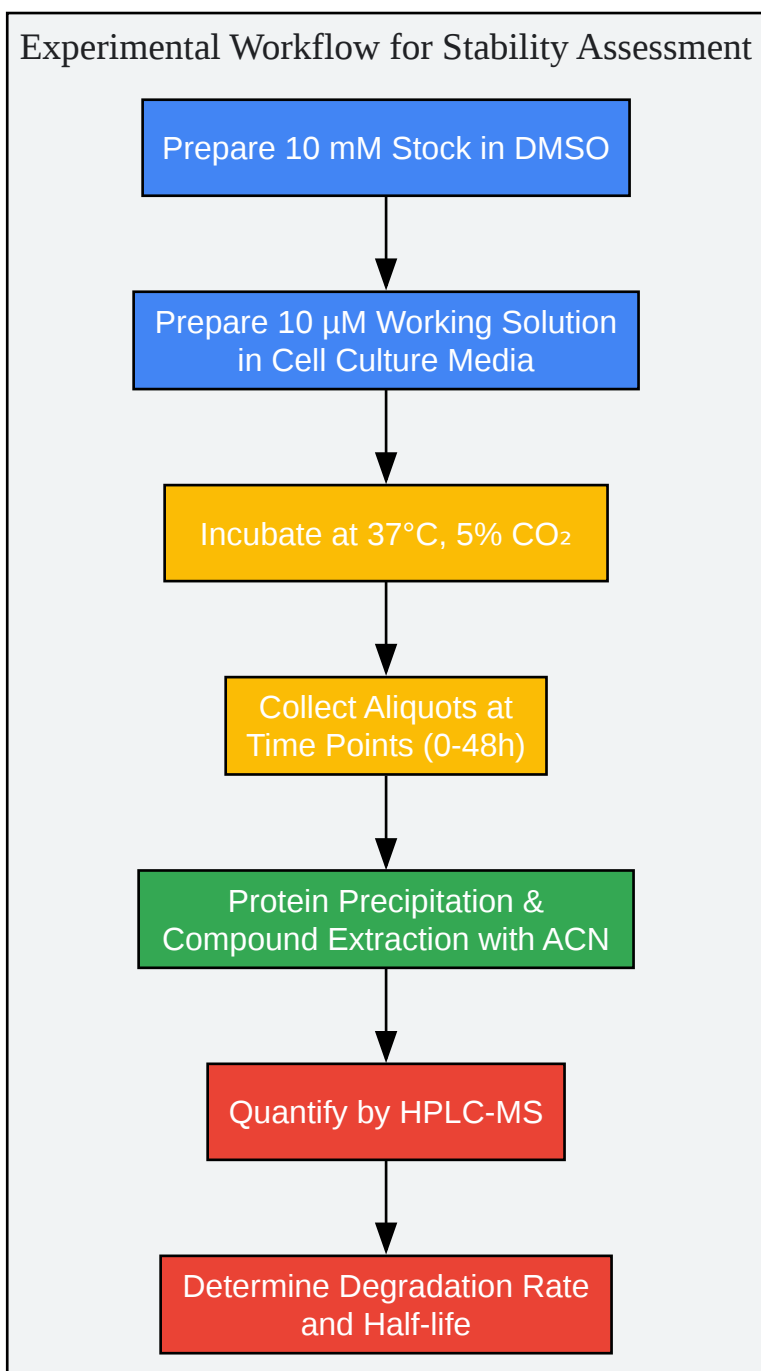 Experimental Workflow for Stability Assessment
Prepare 10 mM Stock in DMSO
Prepare 10 µM Working Solution
in Cell Culture Media
Incubate at 37°C, 5% CO₂
Collect Aliquots at
Time Points (0-48h)
Protein Precipitation &
Compound Extraction with ACN
Quantify by HPLC-MS
Determine Degradation Rate
and Half-life